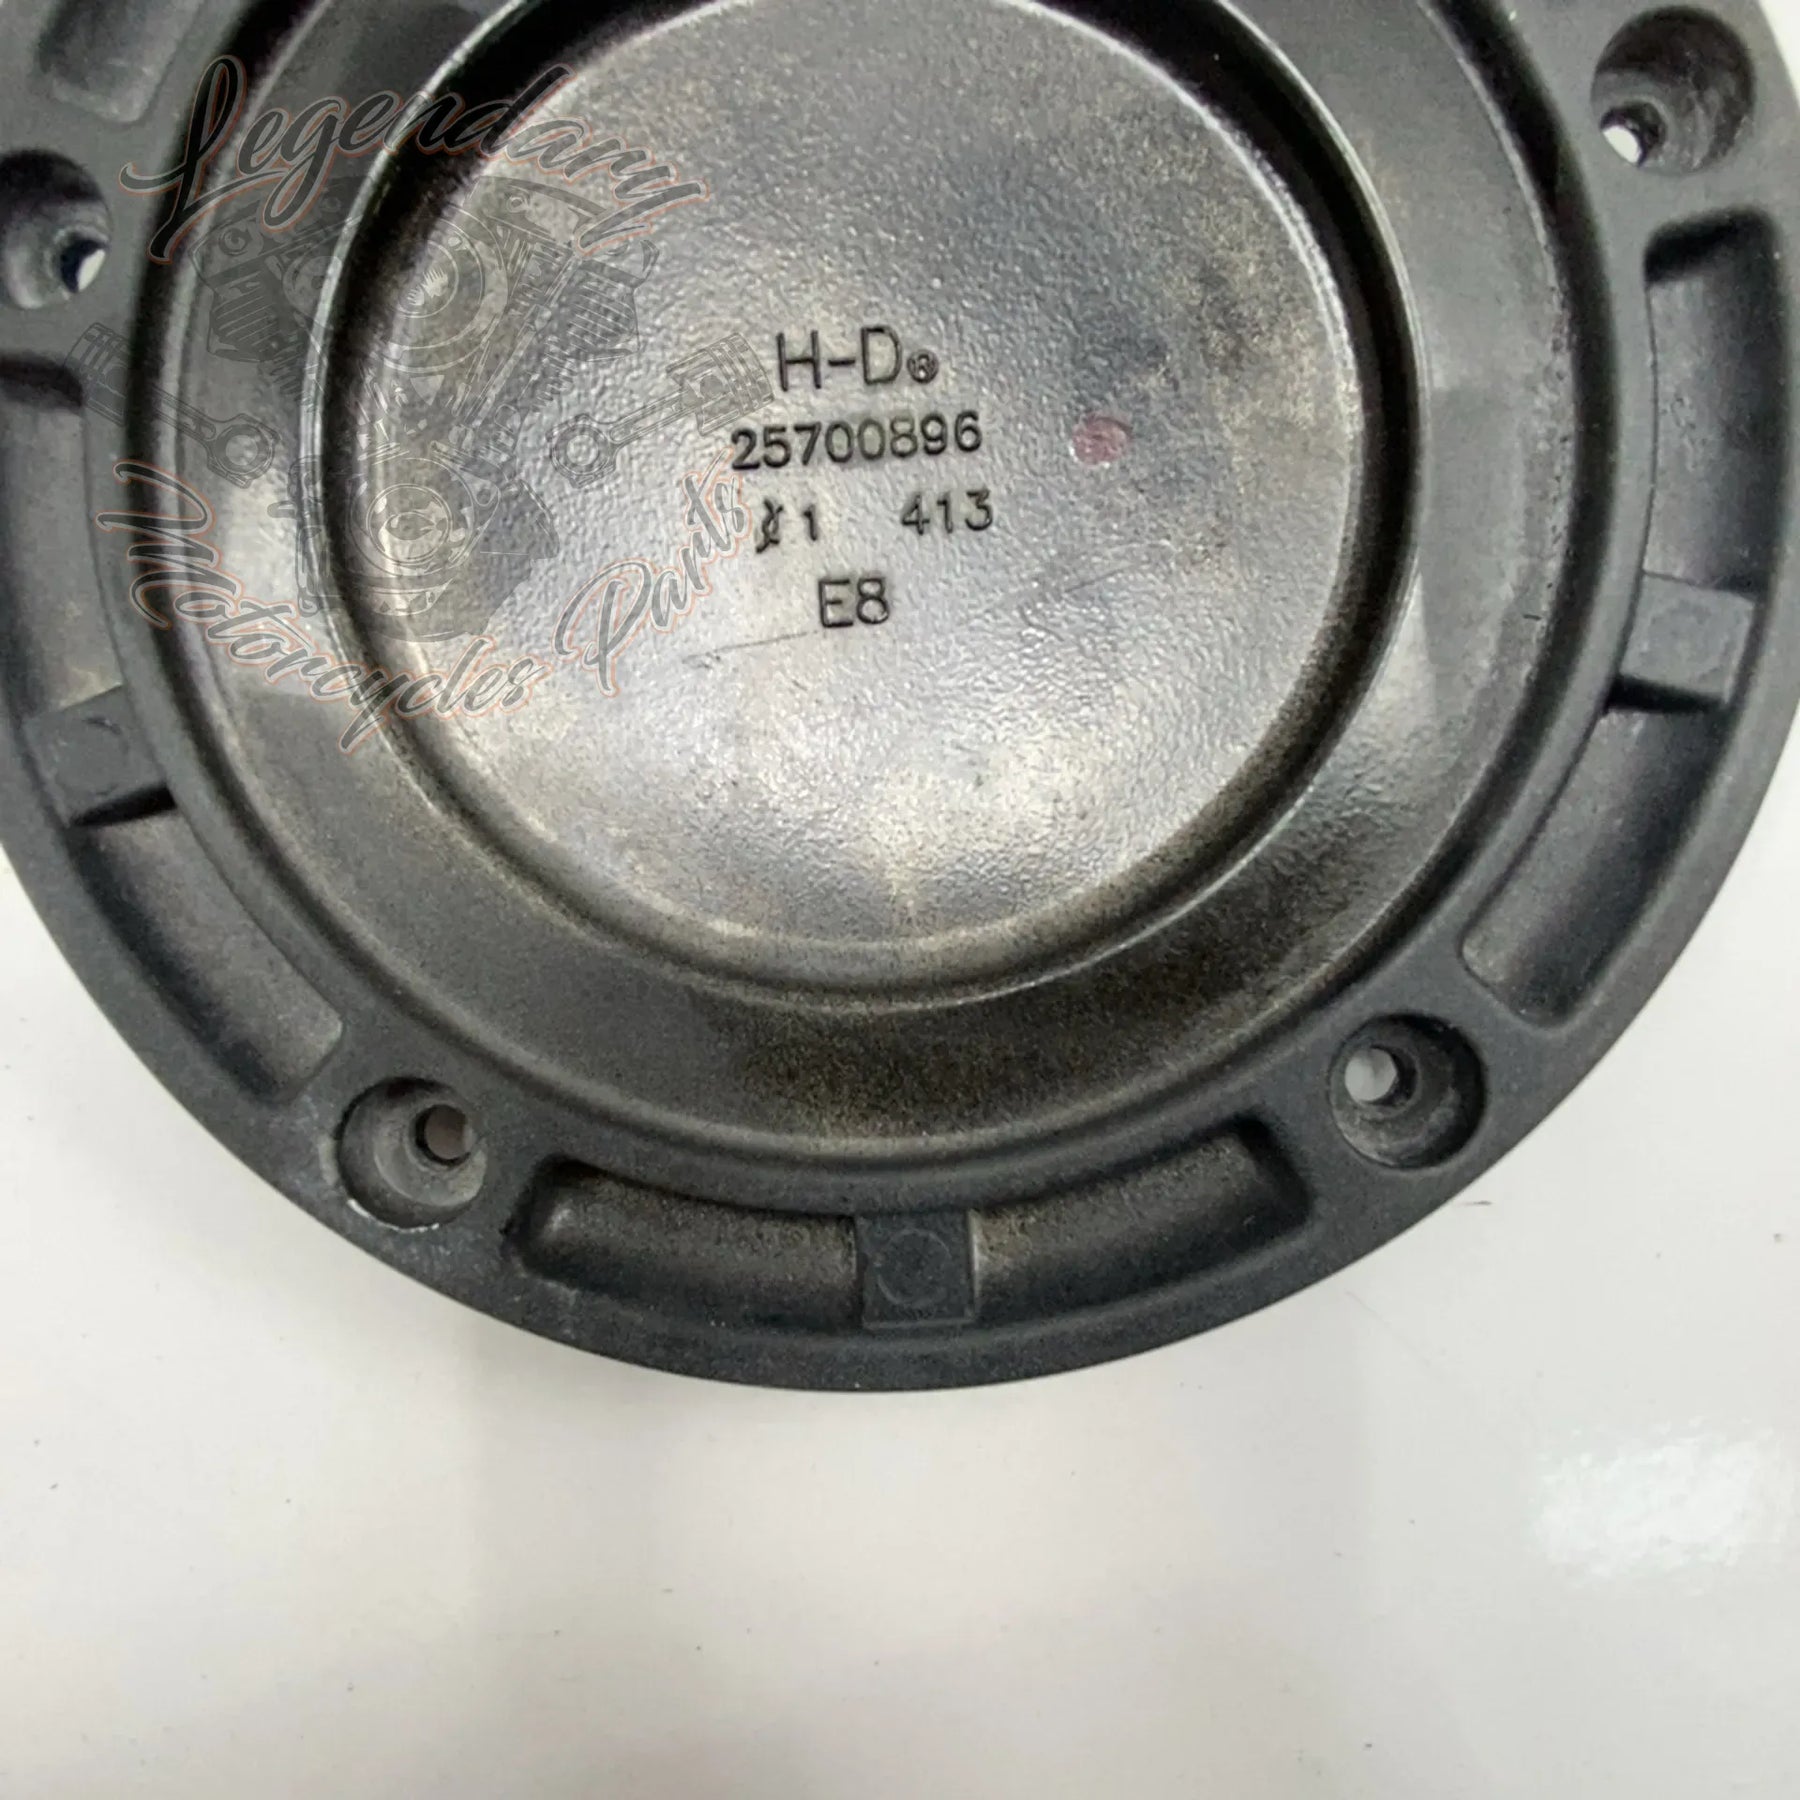 Legendary
Motorcycles Parts
H-D®
25700896
1 413
E8